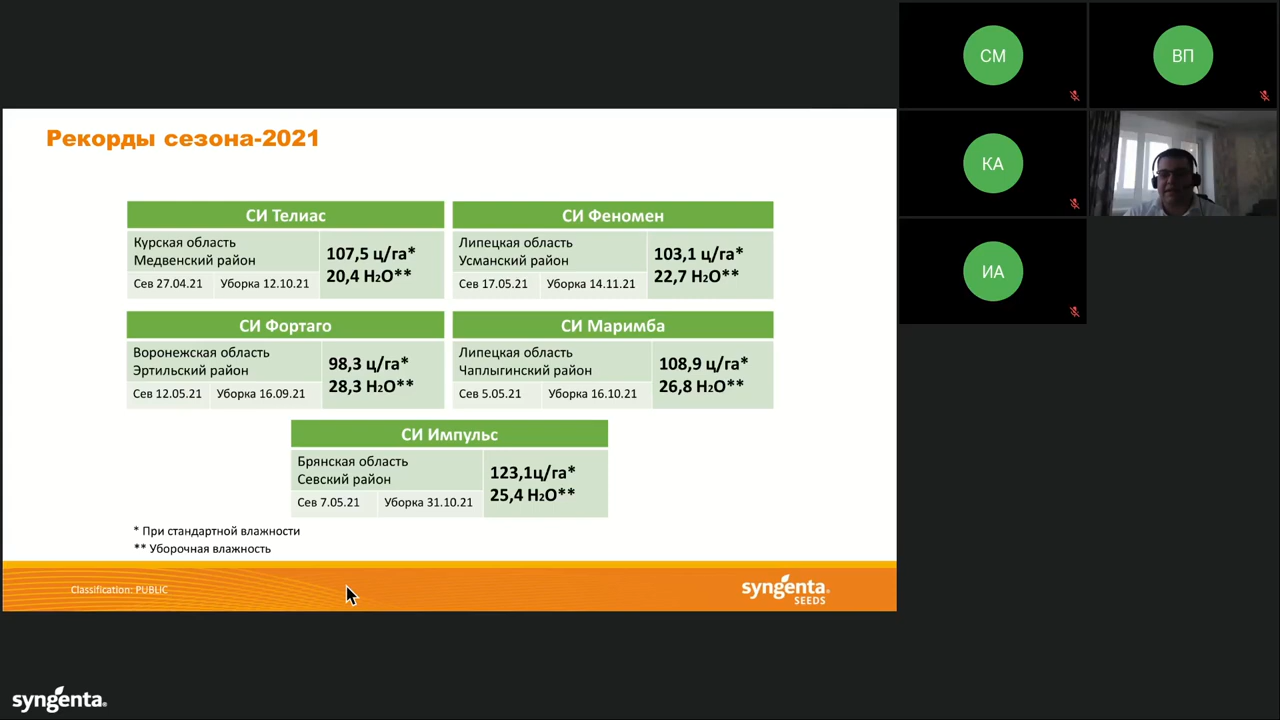 Рекорды сезона-2021
СИ Телиас
Курская область
Медвенский район
Сев 27.04.21
Уборка 12.10.21
107,5 ц/га*
20,4 H2O**
СИ Феномен
Липецкая область
Усманский район
Сев 17.05.21
Уборка 14.11.21
103,1 ц/га*
22,7 H2O**
СИ Фортаго
Воронежская область
Эртильский район
Сев 12.05.21
Уборка 16.09.21
98,3 ц/га*
28,3 H2O**
СИ Маримба
Липецкая область
Чаплыгинский район
Сев 5.05.21
Уборка 16.10.21
108,9 ц/га*
26,8 H2O**
СИ Импульс
Брянская область
Севский район
Сев 7.05.21
Уборка 31.10.21
123,1ц/га*
25,4 H2O**
* При стандартной влажности
** Уборочная влажность
Classification: PUBLIC
syngenta
SEEDS
СМ
ВП
КА
ИА
syngenta